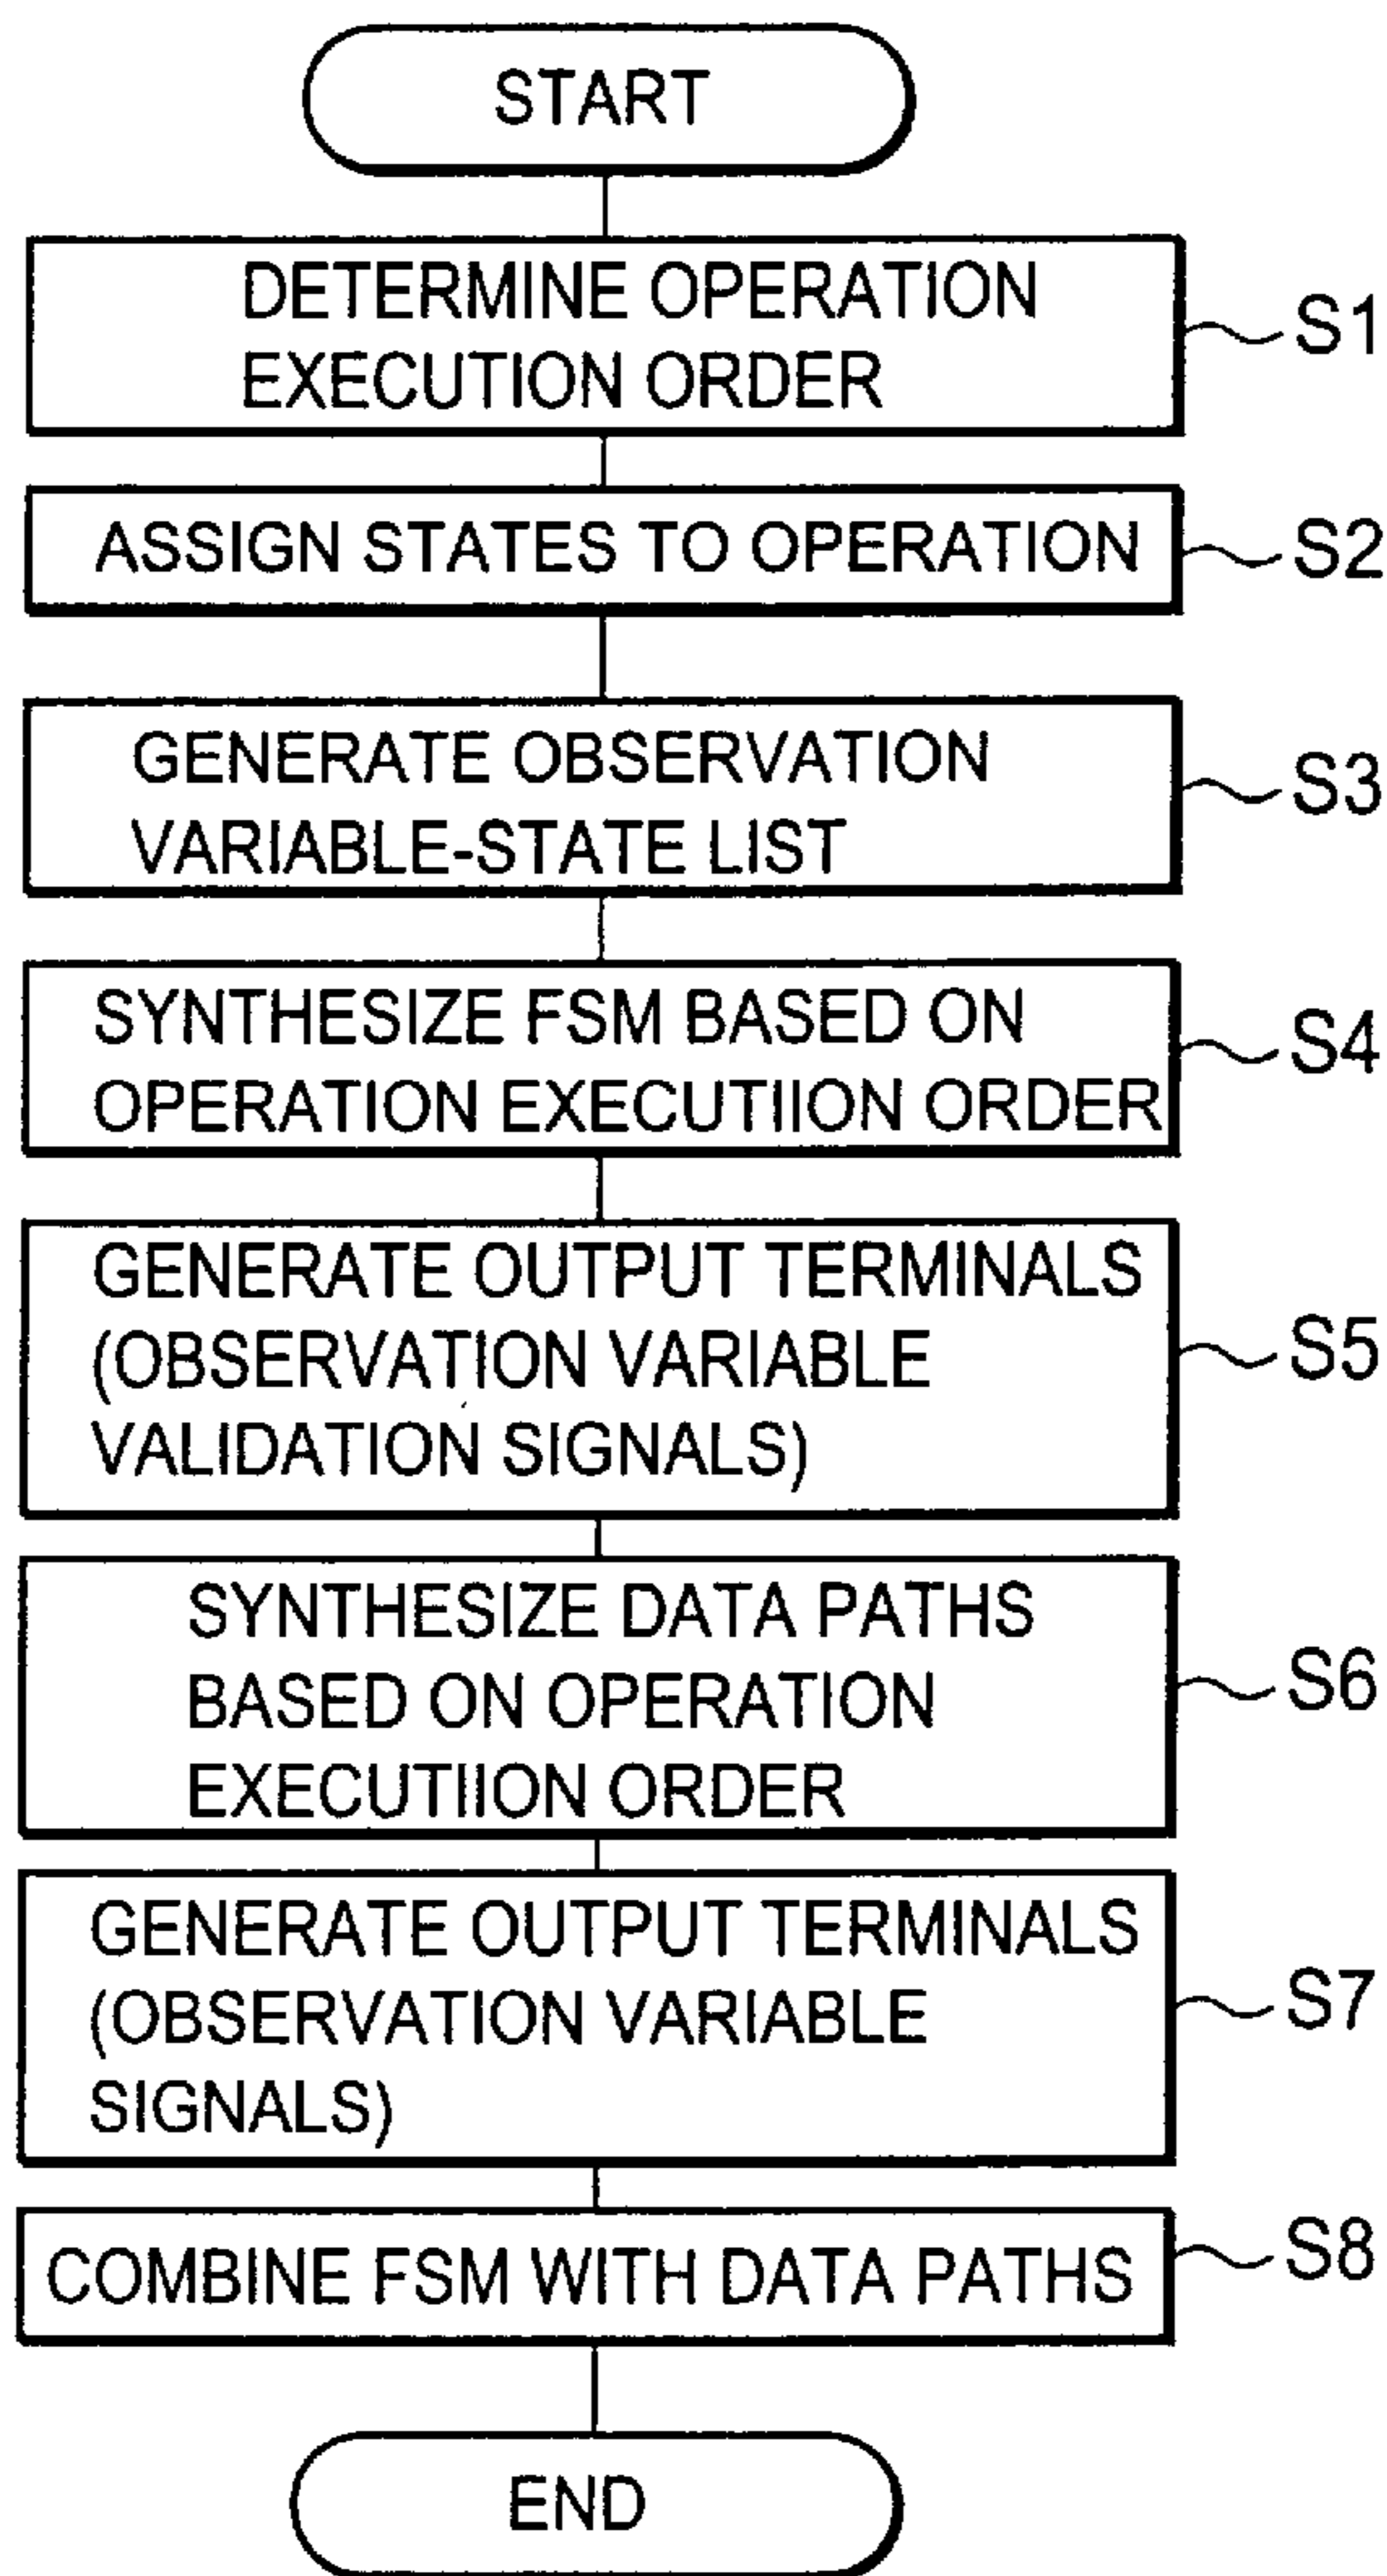 START
DETERMINE OPERATION
EXECUTION ORDER
S1
ASSIGN STATES TO OPERATION
S2
GENERATE OBSERVATION
VARIABLE-STATE LIST
S3
SYNTHESIZE FSM BASED ON
OPERATION EXECUTIION ORDER
S4
GENERATE OUTPUT TERMINALS
(OBSERVATION VARIABLE
VALIDATION SIGNALS)
S5
SYNTHESIZE DATA PATHS
BASED ON OPERATION
EXECUTIION ORDER
S6
GENERATE OUTPUT TERMINALS
(OBSERVATION VARIABLE
SIGNALS)
S7
COMBINE FSM WITH DATA PATHS
S8
END